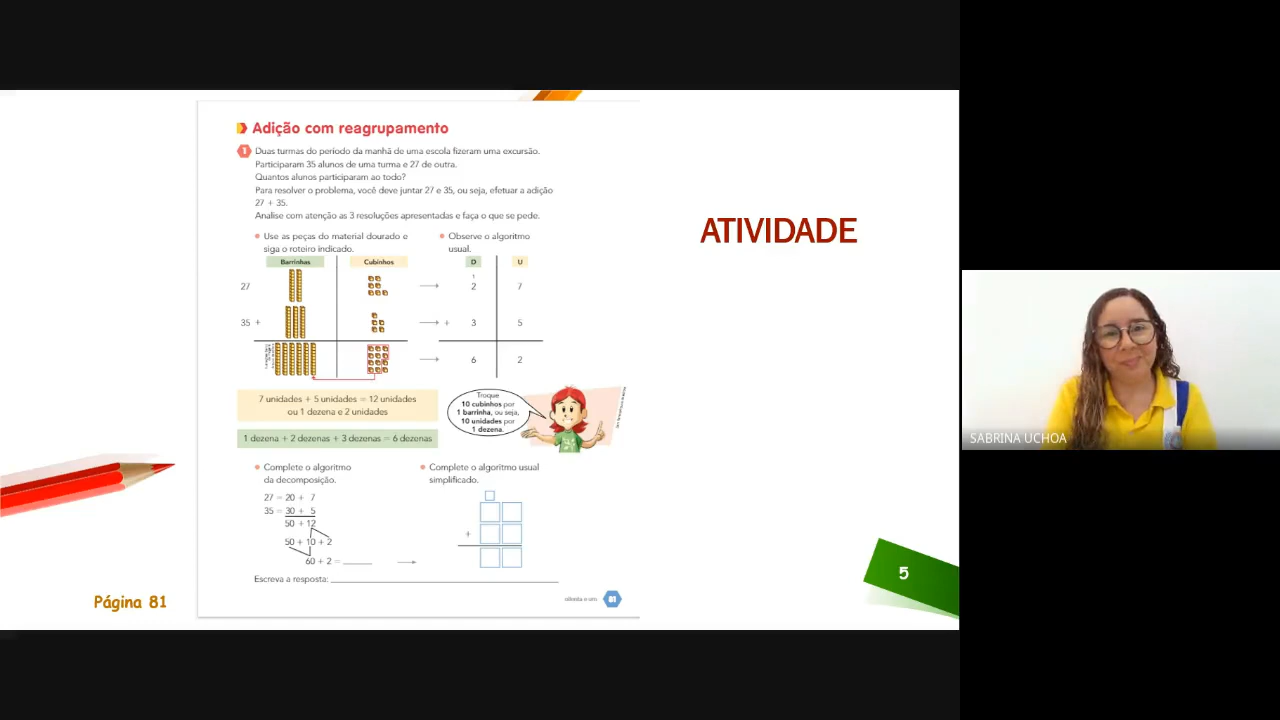 Adição com reagrupamento
1 Duas turmas do período da manhã de uma escola fizeram uma excursão.
Participaram 35 alunos de uma turma e 27 de outra.
Quantos alunos participaram ao todo?
Para resolver o problema, você deve juntar 27 e 35, ou seja, efetuar a adição
27 + 35.
Analise com atenção as 3 resoluções apresentadas e faça o que se pede.
Use as peças do material dourado e
siga o roteiro indicado.
Observe o algoritmo
usual.
Barrinhas Cubinhos D U
1
27 2 7
35 + + 3 5
6 2
7 unidades + 5 unidades = 12 unidades
ou 1 dezena e 2 unidades
1 dezena + 2 dezenas + 3 dezenas = 6 dezenas
Troque
10 cubinhos por
1 barrinha, ou seja,
10 unidades por
1 dezena.
Complete o algoritmo
da decomposição.
27 = 20 + 7
35 = 30 + 5
50 + 12
50 + 10 + 2
60 + 2 = ______
Complete o algoritmo usual
simplificado.
+
Escreva a resposta: ______
oitenta e um 81
ATIVIDADE
Página 81
5
SABRINA UCHOA